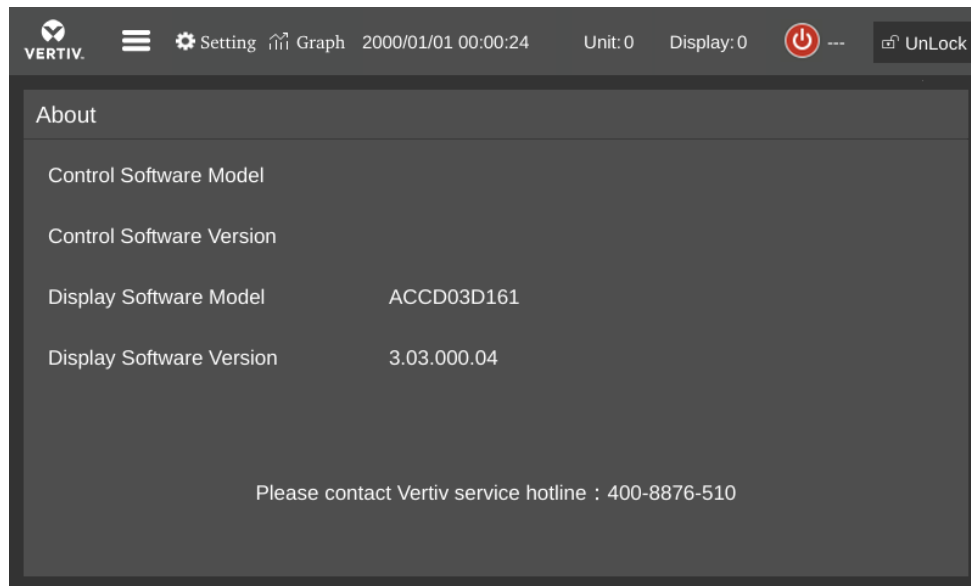 VERTIV. Setting Graph 2000/01/01 00:00:24 Unit: 0 Display: 0 --- UnLock
About
Control Software Model
Control Software Version
Display Software Model ACCD03D161
Display Software Version 3.03.000.04
Please contact Vertiv service hotline：400-8876-510